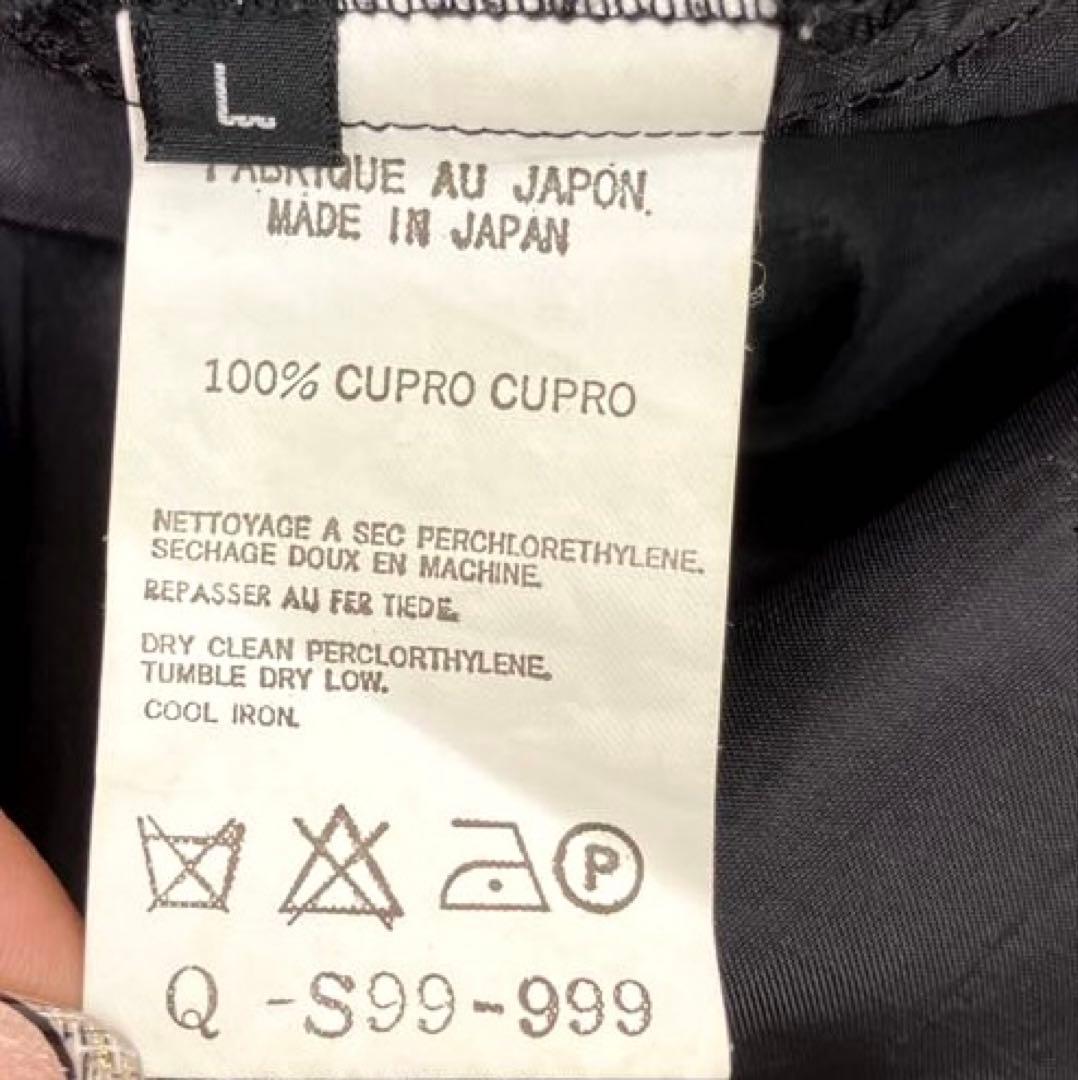 L
FABRIQUE AU JAPON.
MADE IN JAPAN
100% CUPRO CUPRO
NETTOYAGE A SEC PERCHLORETHYLENE.
SECHAGE DOUX EN MACHINE.
REPASSER AU FER TIEDE.
DRY CLEAN PERCLORTHYLENE.
TUMBLE DRY LOW.
COOL IRON.
P
Q -S99-999